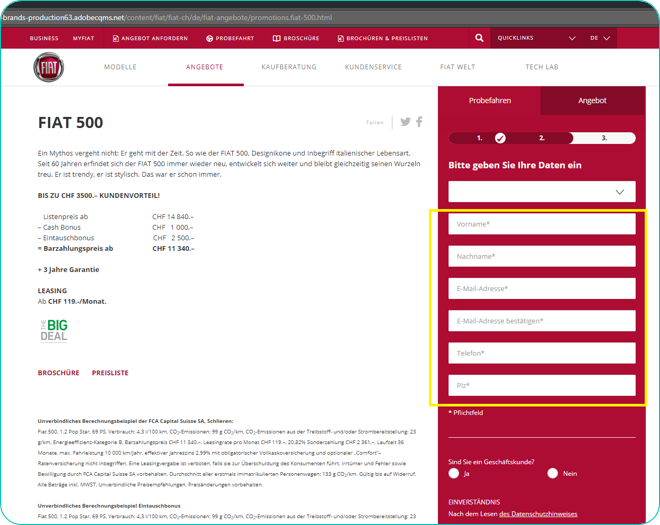 brands-production63.adobecqms.net/content/fiat/fiat-ch/de/fiat-angebote/promotions.fiat-500.html
BUSINESS MYFIAT ANGEBOT ANFORDERN PROBEFAHRT BROSCHÜRE BROCHÜREN & PREISLISTEN QUICKLINKS DE
FIAT
MODELLE ANGEBOTE KAUFBERATUNG KUNDENSERVICE FIAT WELT TECH LAB
Probefahren Angebot
FIAT 500
Teilen
1. 2. 3.
Ein Mythos vergeht nicht: Er geht mit der Zeit. So wie der FIAT 500. Designikone und Inbegriff italienischer Lebensart.
Seit 60 Jahren erfindet sich der FIAT 500 immer wieder neu, entwickelt sich weiter und bleibt gleichzeitig seinen Wurzeln
treu. Er ist trendy, er ist stylisch. Das war er schon immer.
BIS ZU CHF 3500.– KUNDENVORTEIL!
Listenpreis ab CHF 14 840.–
– Cash Bonus CHF 1 000.–
– Eintauschbonus CHF 2 500.–
= Barzahlungspreis ab CHF 11 340.–
+ 3 Jahre Garantie
LEASING
Ab CHF 119.–/Monat.
THE BIG
DEAL
BROSCHÜRE PREISLISTE
Unverbindliches Berechnungsbeispiel der FCA Capital Suisse SA, Schlieren:
Fiat 500, 1.2 Pop Star, 69 PS, Verbrauch: 4,3 l/100 km, CO2-Emissionen: 99 g CO2/km, CO2-Emissionen aus der Treibstoff- und/oder Strombereitstellung: 23
g/km, Energieeffizienz-Kategorie B, Barzahlungspreis CHF 11 340.–, Leasingrate pro Monat CHF 119.–, 20,82% Sonderzahlung CHF 2 361.–, Laufzeit 36
Monate, max. Fahrleistung 10 000 km/Jahr, effektiver Jahreszins 2,99% mit obligatorischer Vollkaskoversicherung und optionaler „Comfort"–
Ratenversicherung nicht inbegriffen. Eine Leasingvergabe ist verboten, falls sie zur Überschuldung des Konsumenten führt. Irrtümer und Fehler sowie
Bewilligung durch FCA Capital Suisse SA vorbehalten. Durchschnitt aller erstmals immatrikulierten Personenwagen: 133 g CO2/km. Gültig bis auf Widerruf.
Alle Beträge inkl. MWST. Unverbindliche Preisempfehlungen. Preisänderungen vorbehalten.
Unverbindliches Berechnungsbeispiel Eintauschbonus
Fiat 500, 1.2 Pop Star, 69 PS, Verbrauch: 4,3 l/100 km, CO2-Emissionen: 99 g CO2/km, CO2-Emissionen aus der Treibstoff- und/oder Strombereitstellung: 23
Bitte geben Sie Ihre Daten ein
Vorname*
Nachname*
E-Mail-Adresse*
E-Mail-Adresse bestätigen*
Telefon*
Plz*
* Pflichtfeld
Sind Sie ein Geschäftskunde?
Ja Nein
EINVERSTÄNDNIS
Nach dem Lesen des Datenschutzhinweises